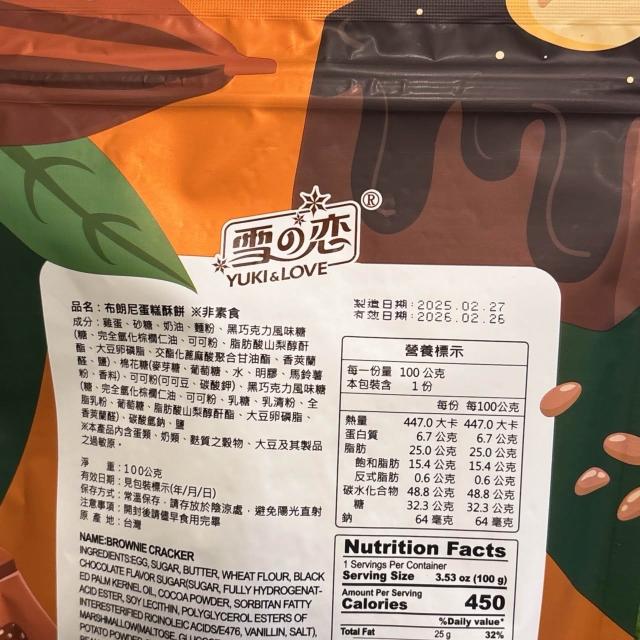 雪の恋®
YUKI&LOVE
品名：布朗尼蛋糕酥餅 ※非素食
成分：雞蛋、砂糖、奶油、麵粉、黑巧克力風味糖
(糖、完全氫化棕櫚仁油、可可粉、脂肪酸山梨醇酐
酯、大豆卵磷脂、交酯化蓖麻酸聚合甘油酯、香莢蘭
醛、鹽)、棉花糖(麥芽糖、葡萄糖、水、明膠、馬鈴薯
粉、香料)、可可粉(可可豆、碳酸鉀)、黑巧克力風味糖
(糖、完全氫化棕櫚仁油、可可粉、乳糖、乳清粉、全
脂乳粉、葡萄糖、脂肪酸山梨醇酐酯、大豆卵磷脂、
香莢蘭醛)、碳酸氫鈉、鹽
※本產品內含蛋類、奶類、麩質之穀物、大豆及其製品
之過敏原。
淨 重：100公克
有效日期：見包裝標示(年/月/日)
保存方式：常溫保存，請存放於陰涼處，避免陽光直射
注意事項：開封後請儘早食用完畢
原 產 地：台灣
NAME:BROWNIE CRACKER
INGREDIENTS:EGG, SUGAR, BUTTER, WHEAT FLOUR, BLACK
CHOCOLATE FLAVOR SUGAR(SUGAR, FULLY HYDROGENAT-
ED PALM KERNEL OIL, COCOA POWDER, SORBITAN FATTY
ACID ESTER, SOY LECITHIN, POLYGLYCEROL ESTERS OF
INTERESTERIFIED RICINOLEIC ACIDS/E476, VANILLIN, SALT),
MARSHMALLOW(MALTOSE, GLUCOSE,
POTATO POWDER
製造日期:2025.02.27
有效日期:2026.02.26
營養標示
每一份量 100 公克
本包裝含 1 份
每份 每100公克
熱量 447.0 大卡 447.0 大卡
蛋白質 6.7 公克 6.7 公克
脂肪 25.0 公克 25.0 公克
飽和脂肪 15.4 公克 15.4 公克
反式脂肪 0.6 公克 0.6 公克
碳水化合物 48.8 公克 48.8 公克
糖 32.3 公克 32.3 公克
鈉 64 毫克 64 毫克
Nutrition Facts
1 Servings Per Container
Serving Size 3.53 oz (100 g)
Amount Per Serving
Calories 450
%Daily value*
Total Fat 25 g 32%